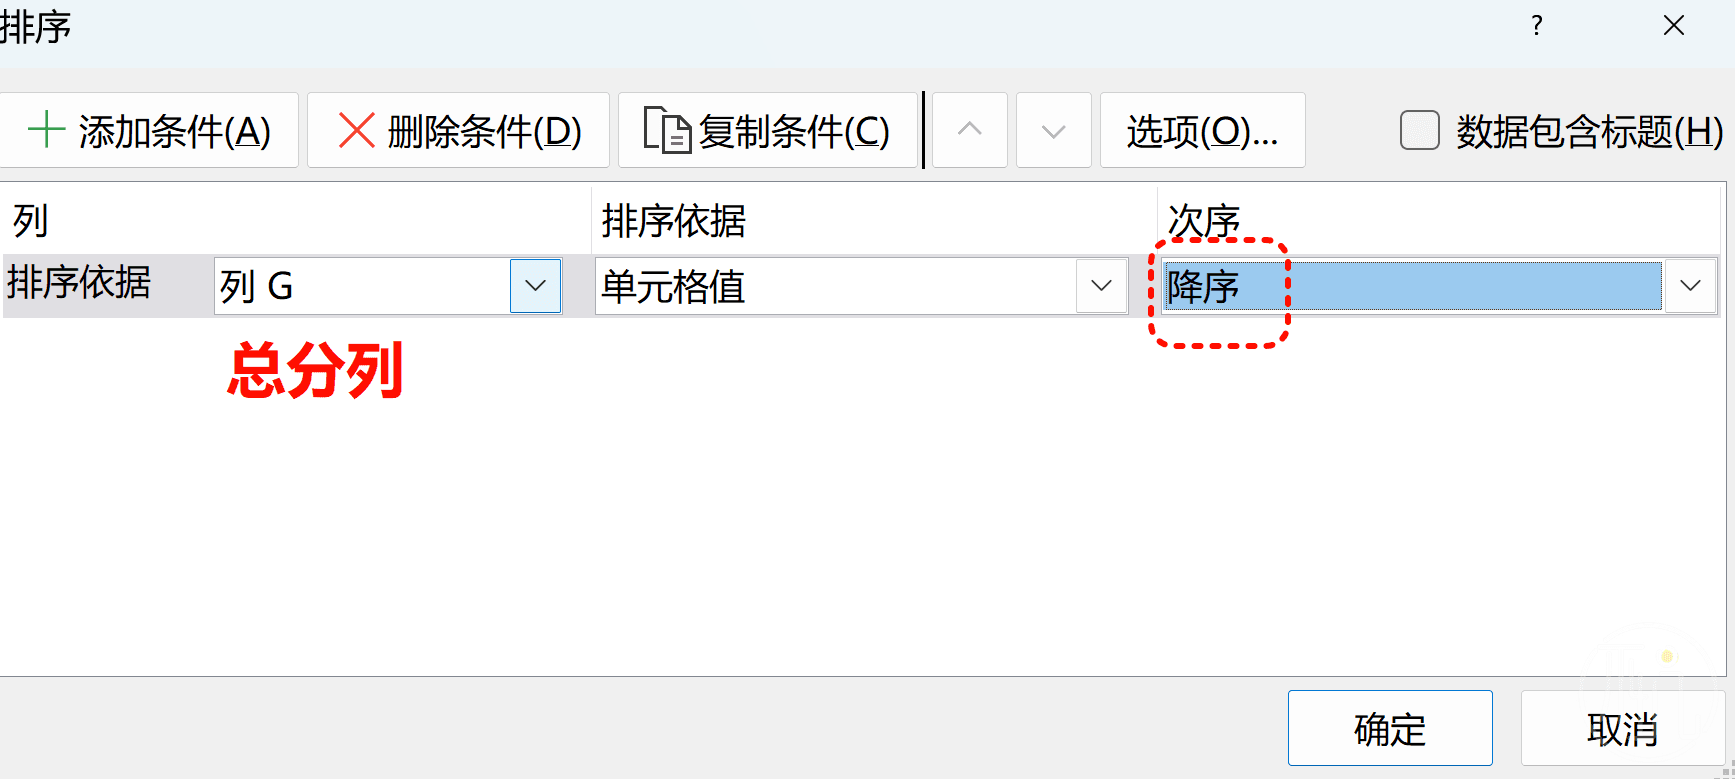 排序
添加条件(A) 删除条件(D) 复制条件(C) 选项(O)... 数据包含标题(H)
列 排序依据 次序
排序依据 列 G 单元格值 降序
总分列
确定 取消